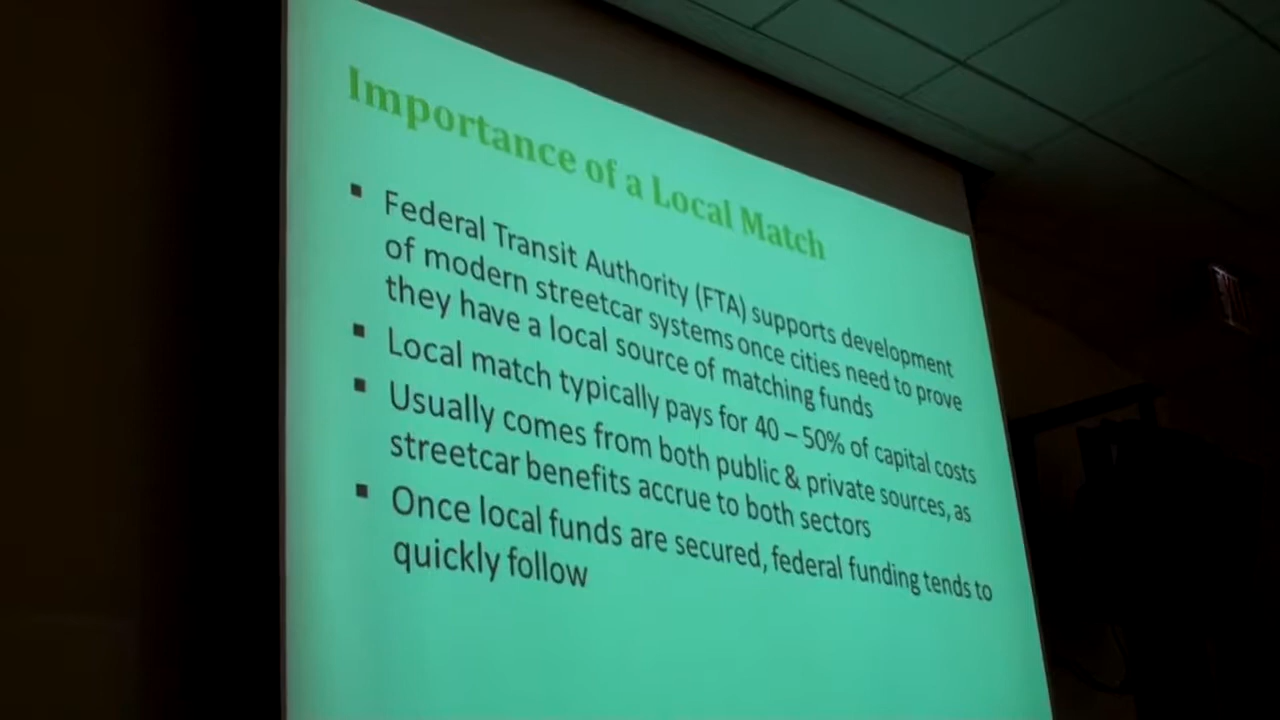 Importance of a Local Match
▪ Federal Transit Authority (FTA) supports development
of modern streetcar systems once cities need to prove
they have a local source of matching funds
▪ Local match typically pays for 40 – 50% of capital costs
▪ Usually comes from both public & private sources, as
streetcar benefits accrue to both sectors
▪ Once local funds are secured, federal funding tends to
quickly follow